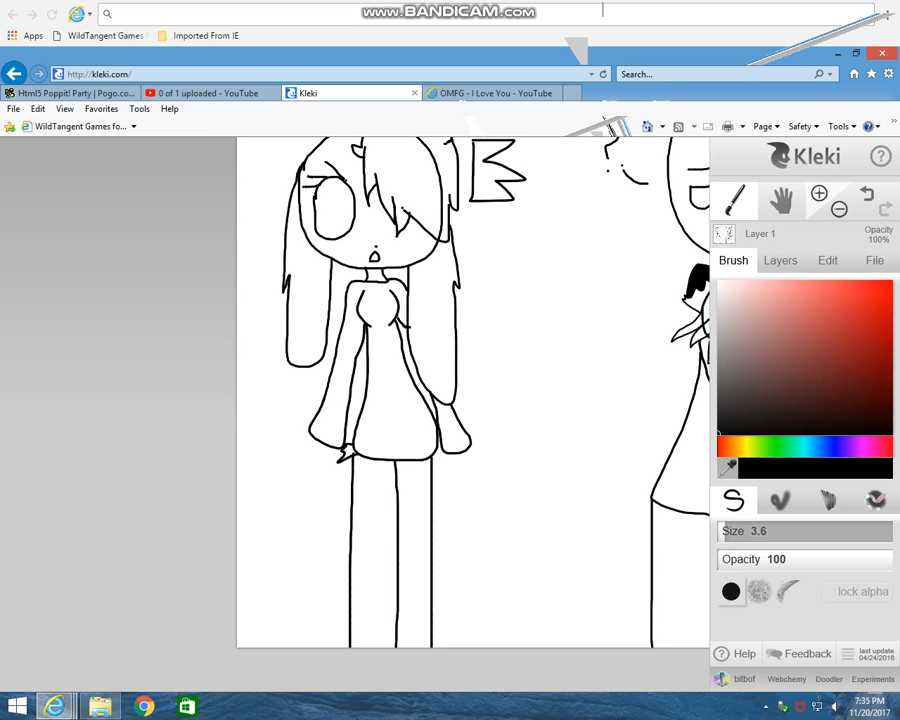 www.BANDICAM.com
Apps WildTangent Games Imported From IE
http://kleki.com/ Search...
Html5 Poppit! Party | Pogo.co... 0 of 1 uploaded - YouTube Kleki OMFG - I Love You - YouTube
File Edit View Favorites Tools Help
WildTangent Games fo... Page Safety Tools
Kleki
Layer 1 Opacity
100%
Brush Layers Edit File
Size 3.6
Opacity 100
lock alpha
Help Feedback last update
04/24/2016
bitbof Webchemy Doodler Experiments
7:35 PM
11/20/2017